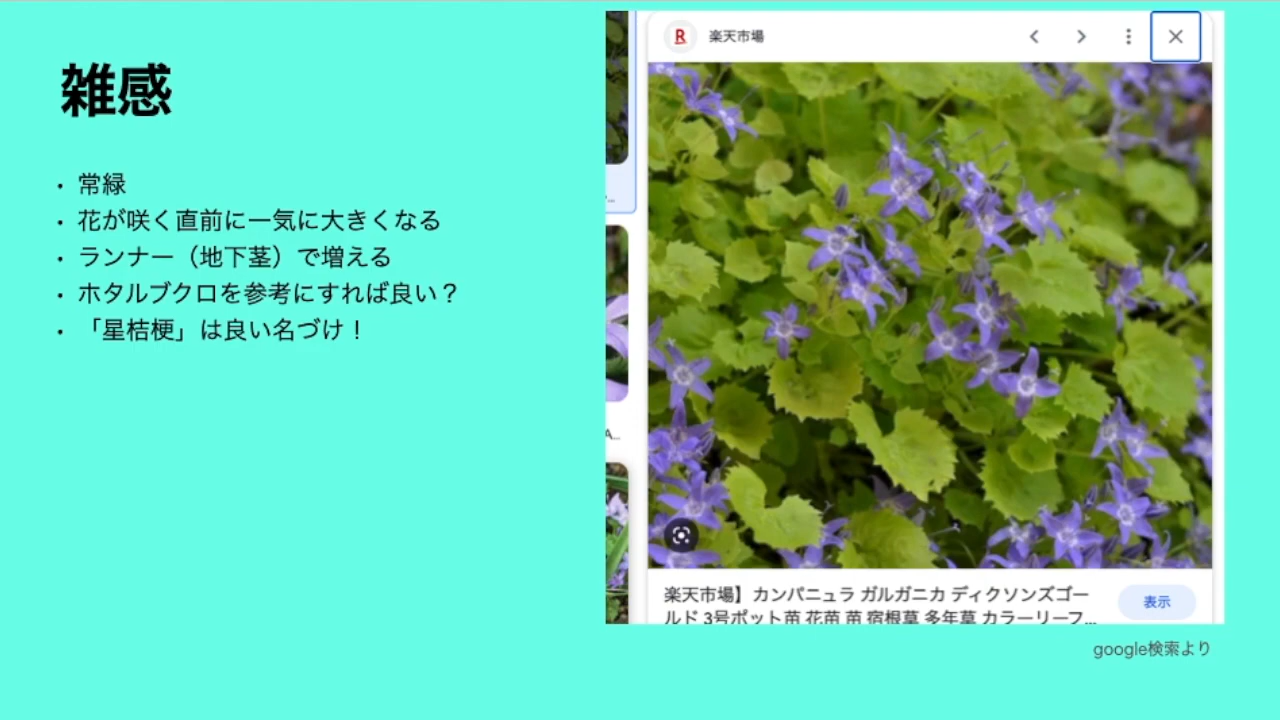 雑感
・ 常緑
・ 花が咲く直前に一気に大きくなる
・ ランナー（地下茎）で増える
・ ホタルブクロを参考にすれば良い？
・ 「星桔梗」は良い名づけ！
R 楽天市場
...
A...
楽天市場】カンパニュラ ガルガニカ ディクソンズゴー
ルド 3号ポット苗 花苗 苗 宿根草 多年草 カラーリーフ...
表示
google検索より